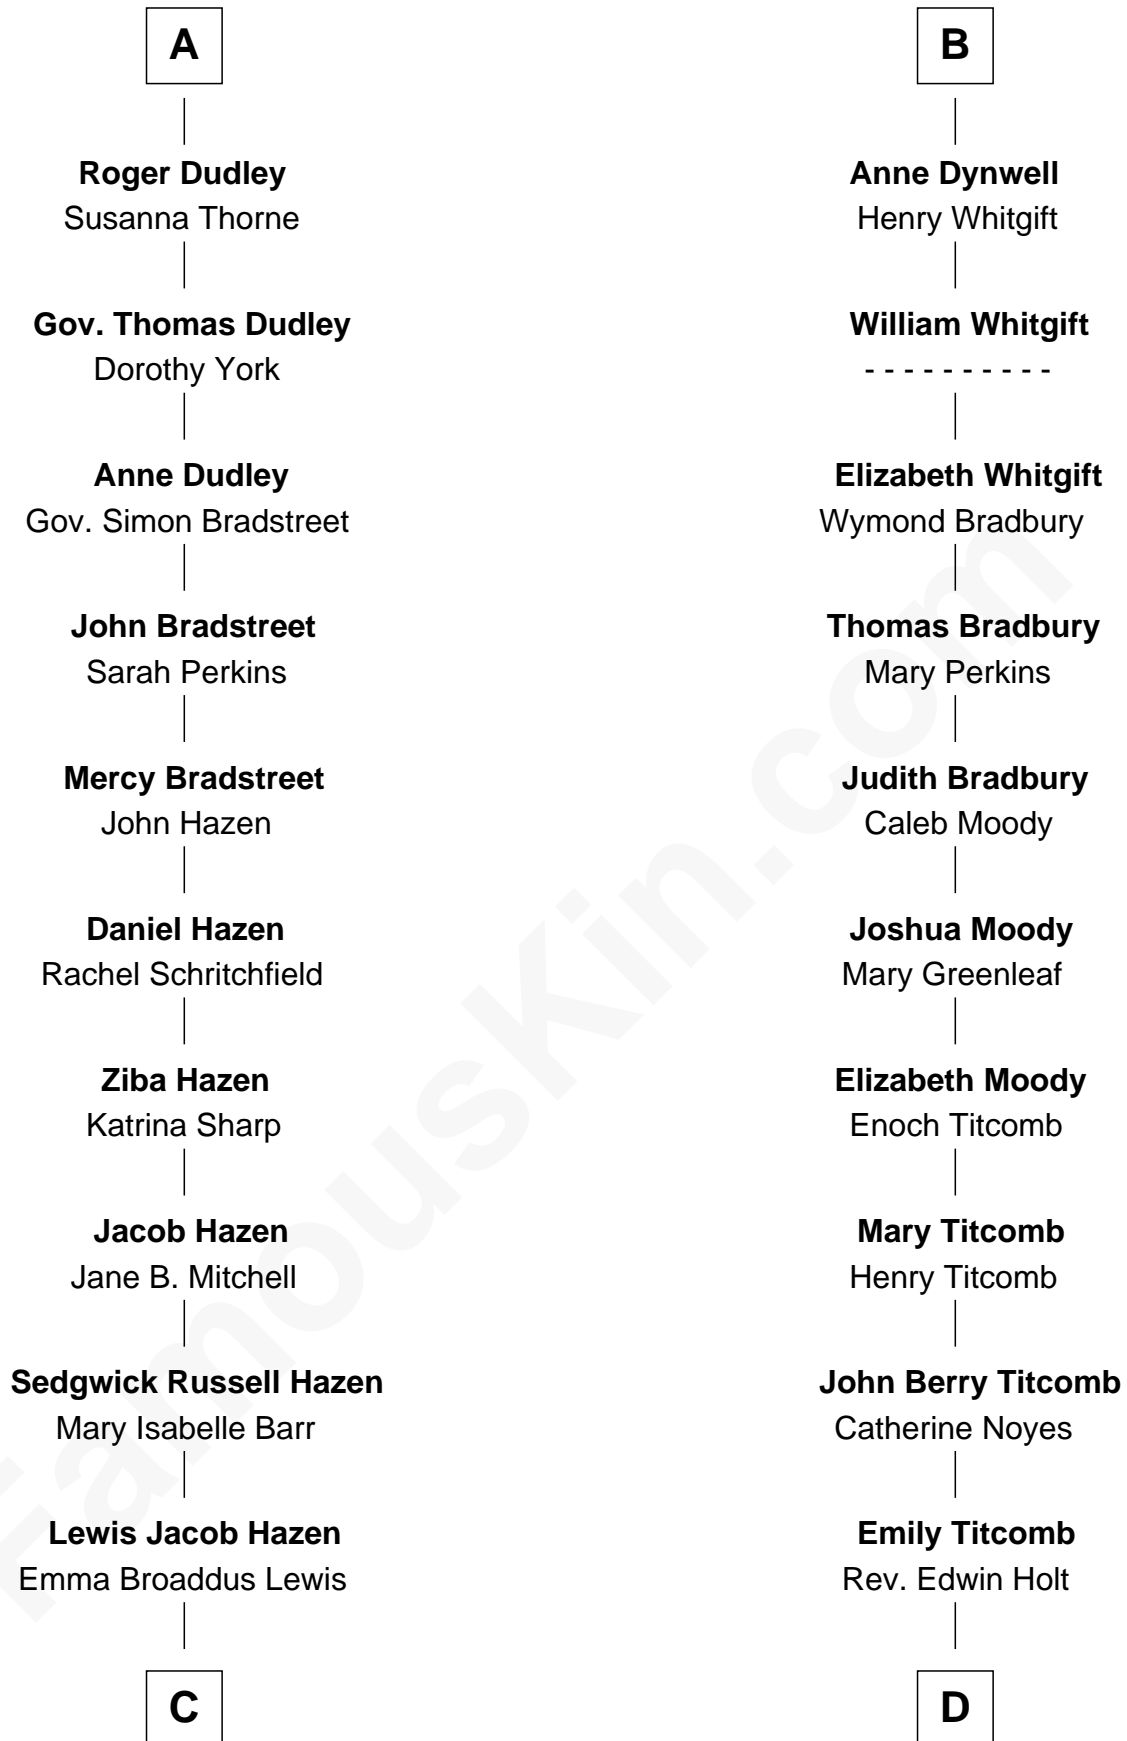 A
Roger Dudley
Susanna Thorne
Gov. Thomas Dudley
Dorothy York
Anne Dudley
Gov. Simon Bradstreet
John Bradstreet
Sarah Perkins
Mercy Bradstreet
John Hazen
Daniel Hazen
Rachel Schritchfield
Ziba Hazen
Katrina Sharp
Jacob Hazen
Jane B. Mitchell
Sedgwick Russell Hazen
Mary Isabelle Barr
Lewis Jacob Hazen
Emma Broaddus Lewis
C
B
Anne Dynwell
Henry Whitgift
William Whitgift
- - - - - - - - - -
Elizabeth Whitgift
Wymond Bradbury
Thomas Bradbury
Mary Perkins
Judith Bradbury
Caleb Moody
Joshua Moody
Mary Greenleaf
Elizabeth Moody
Enoch Titcomb
Mary Titcomb
Henry Titcomb
John Berry Titcomb
Catherine Noyes
Emily Titcomb
Rev. Edwin Holt
D
FamousKin.com